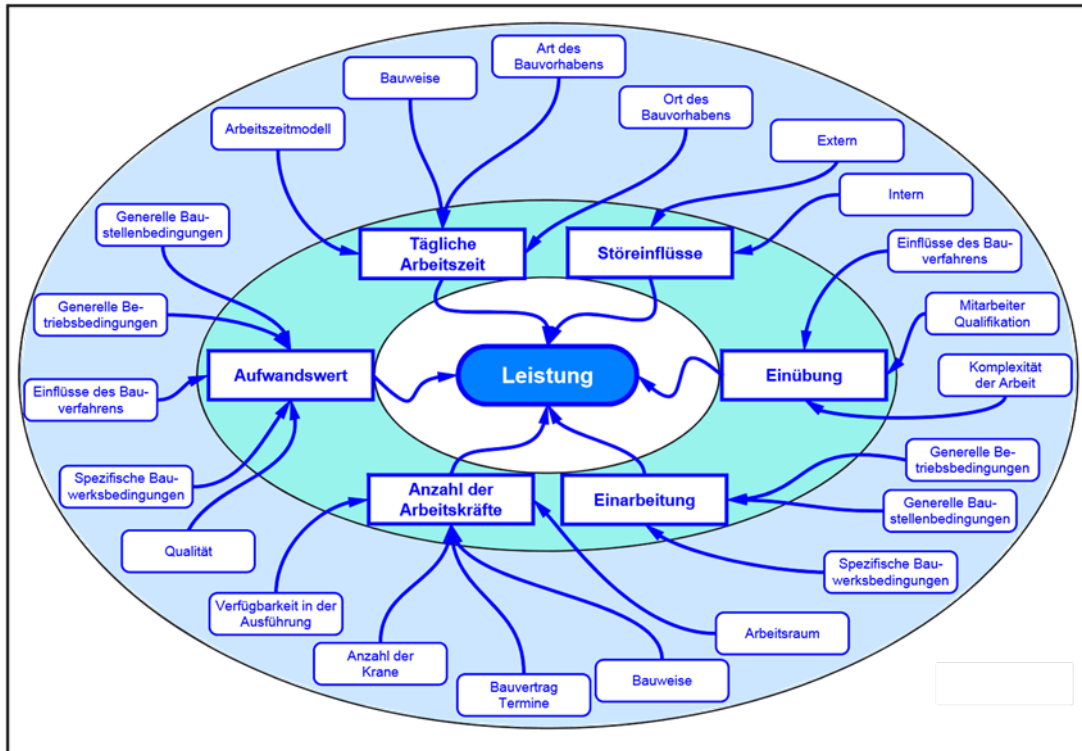 Art des
Bauvorhabens
Bauweise
Ort des
Bauvorhabens
Arbeitszeitmodell
Extern
Intern
Generelle Bau-
stellenbedingungen
Tägliche
Arbeitszeit
Störeinflüsse
Einflüsse des Bau-
verfahrens
Generelle Be-
triebsbedingungen
Mitarbeiter
Qualifikation
Aufwandswert
Leistung
Einübung
Komplexität
der Arbeit
Einflüsse des Bau-
verfahrens
Generelle Be-
triebsbedingungen
Spezifische Bau-
werksbedingungen
Anzahl der
Arbeitskräfte
Einarbeitung
Generelle Bau-
stellenbedingungen
Qualität
Spezifische Bau-
werksbedingungen
Verfügbarkeit in der
Ausführung
Arbeitsraum
Anzahl der
Krane
Bauvertrag
Termine
Bauweise